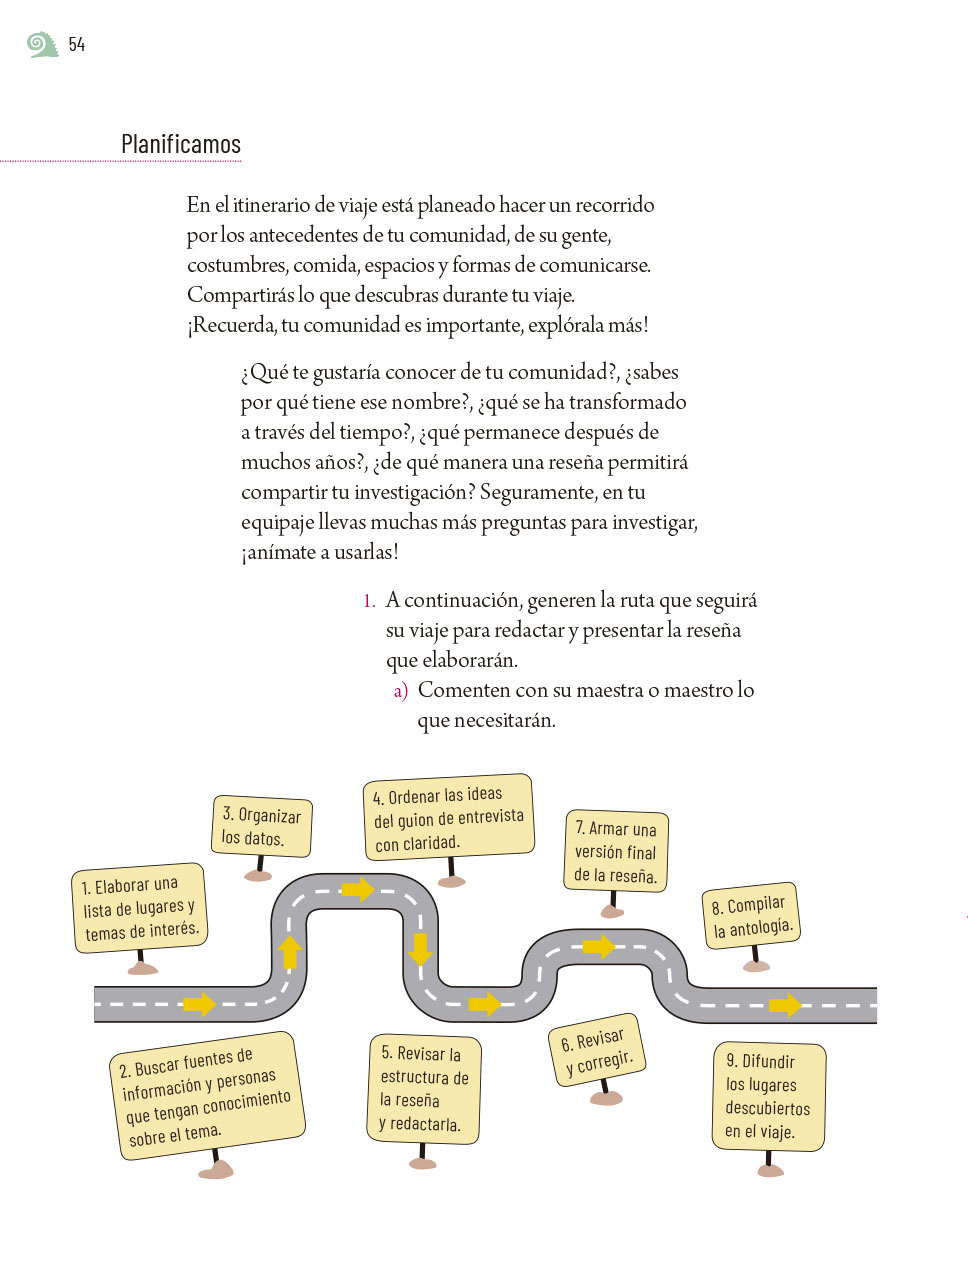 54
Planificamos
En el itinerario de viaje está planeado hacer un recorrido
por los antecedentes de tu comunidad, de su gente,
costumbres, comida, espacios y formas de comunicarse.
Compartirás lo que descubras durante tu viaje.
¡Recuerda, tu comunidad es importante, explórala más!
¿Qué te gustaría conocer de tu comunidad?, ¿sabes
por qué tiene ese nombre?, ¿qué se ha transformado
a través del tiempo?, ¿qué permanece después de
muchos años?, ¿de qué manera una reseña permitirá
compartir tu investigación? Seguramente, en tu
equipaje llevas muchas más preguntas para investigar,
¡anímate a usarlas!
1. A continuación, generen la ruta que seguirá
su viaje para redactar y presentar la reseña
que elaborarán.
a) Comenten con su maestra o maestro lo
que necesitarán.
1. Elaborar una
lista de lugares y
temas de interés.
2. Buscar fuentes de
información y personas
que tengan conocimiento
sobre el tema.
3. Organizar
los datos.
4. Ordenar las ideas
del guion de entrevista
con claridad.
5. Revisar la
estructura de
la reseña
y redactarla.
6. Revisar
y corregir.
7. Armar una
versión final
de la reseña.
8. Compilar
la antología.
9. Difundir
los lugares
descubiertos
en el viaje.